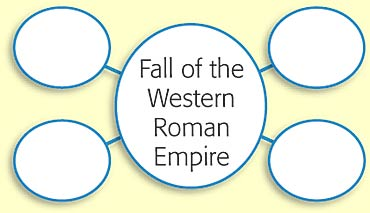 Fall of the
Western
Roman
Empire